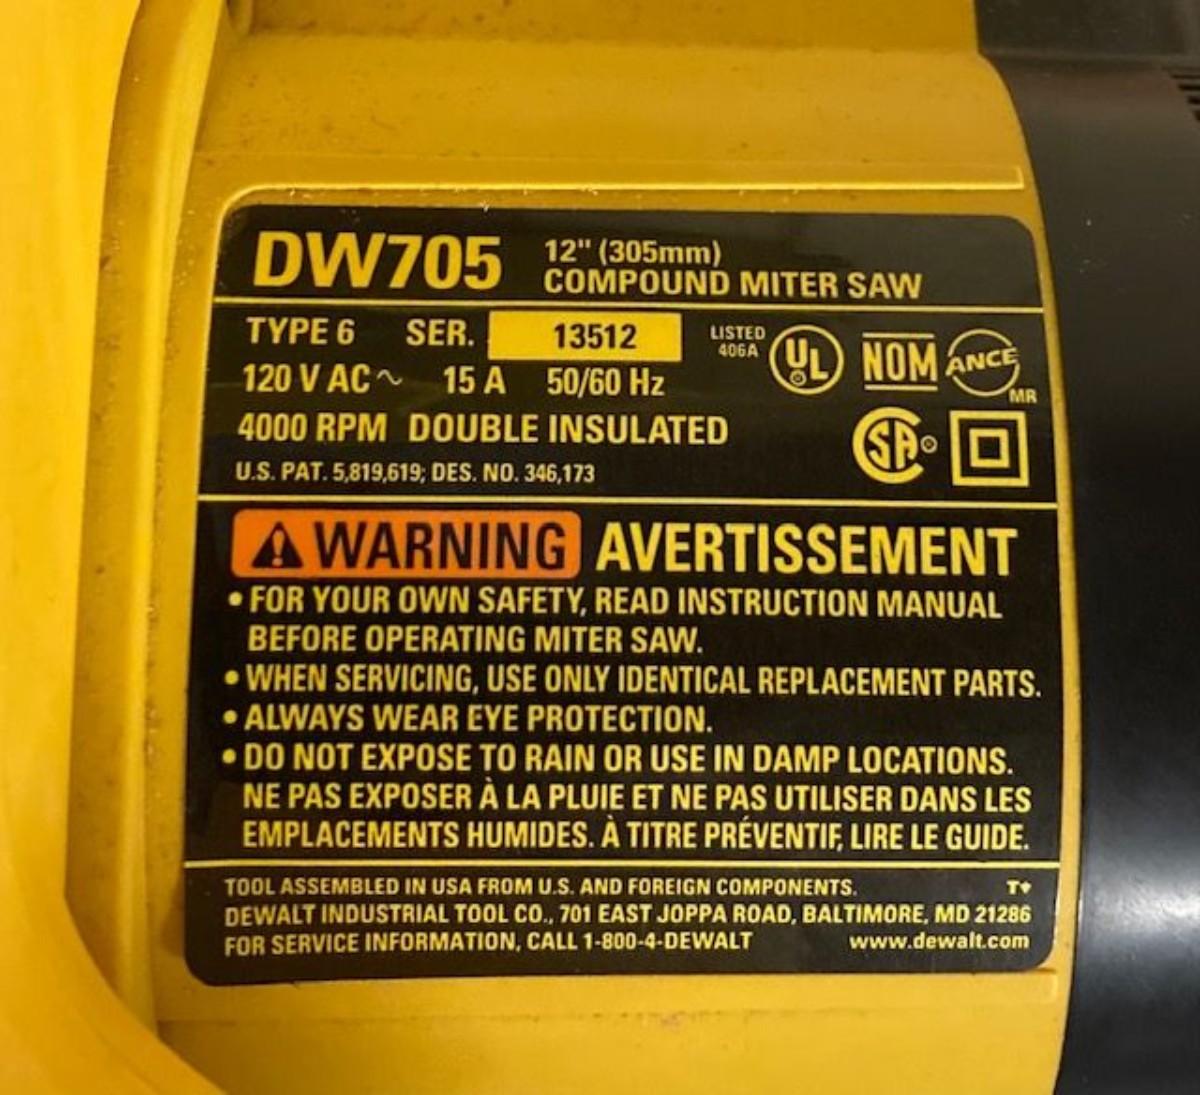 DW705 12" (305mm)
COMPOUND MITER SAW
TYPE 6 SER. 13512 LISTED 406A UL ® NOM ANCE MR
120 V AC ~ 15 A 50/60 Hz
4000 RPM DOUBLE INSULATED SA ®
U.S. PAT. 5,819,619; DES. NO. 346,173
WARNING AVERTISSEMENT
• FOR YOUR OWN SAFETY, READ INSTRUCTION MANUAL
BEFORE OPERATING MITER SAW.
• WHEN SERVICING, USE ONLY IDENTICAL REPLACEMENT PARTS.
• ALWAYS WEAR EYE PROTECTION.
• DO NOT EXPOSE TO RAIN OR USE IN DAMP LOCATIONS.
NE PAS EXPOSER À LA PLUIE ET NE PAS UTILISER DANS LES
EMPLACEMENTS HUMIDES. À TITRE PRÉVENTIF, LIRE LE GUIDE.
TOOL ASSEMBLED IN USA FROM U.S. AND FOREIGN COMPONENTS.
DEWALT INDUSTRIAL TOOL CO., 701 EAST JOPPA ROAD, BALTIMORE, MD 21286
FOR SERVICE INFORMATION, CALL 1-800-4-DEWALT www.dewalt.com